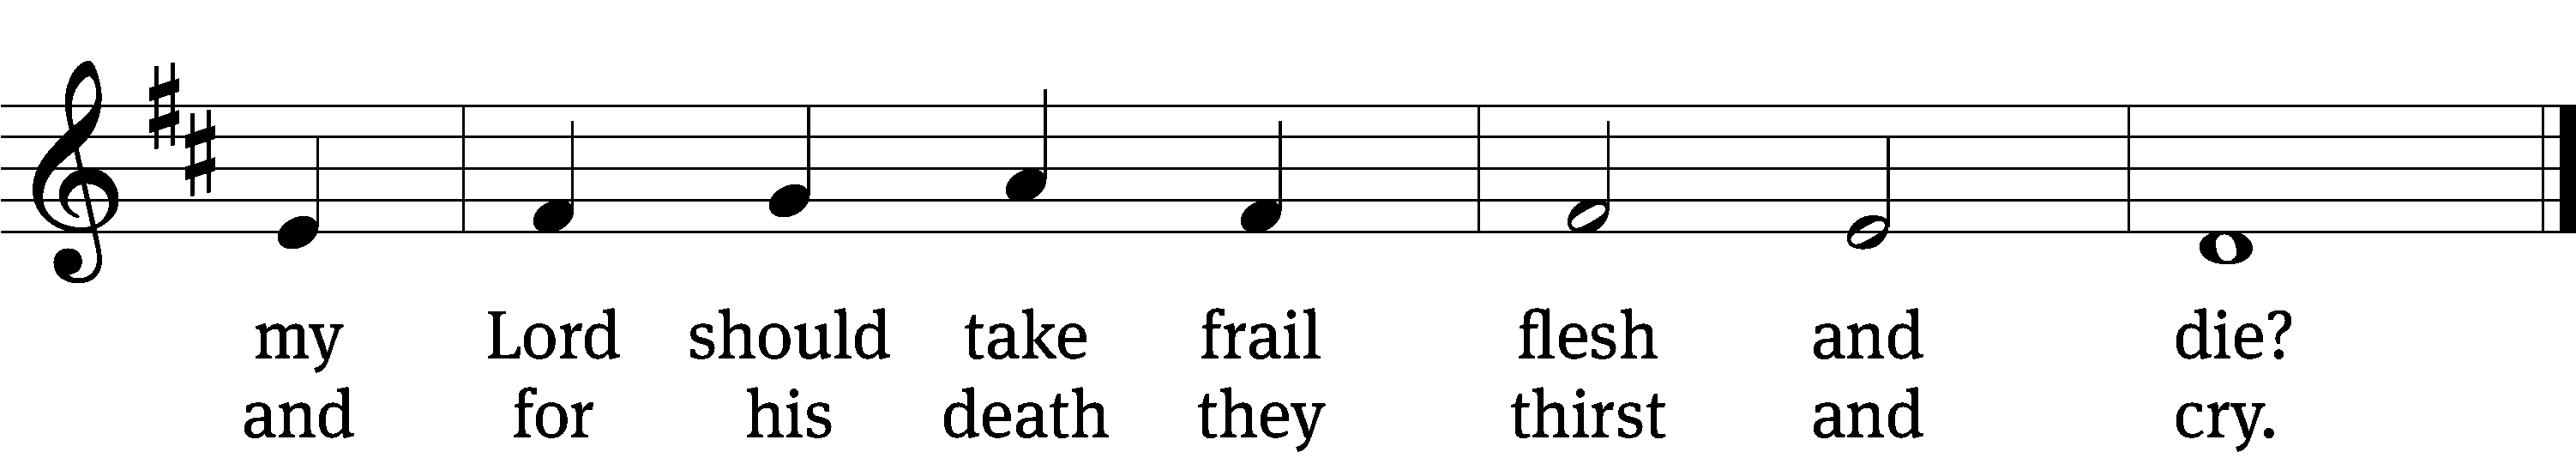 my Lord should take frail flesh and die?
and for his death they thirst and cry.